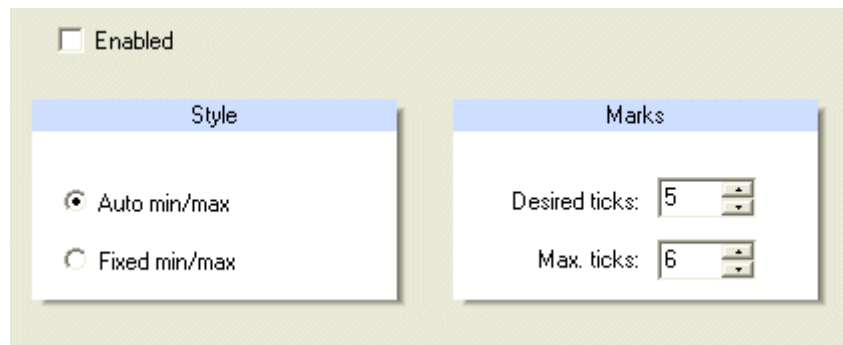 Enabled
Style
Auto min/max
Fixed min/max
Marks
Desired ticks: 5
Max. ticks: 6